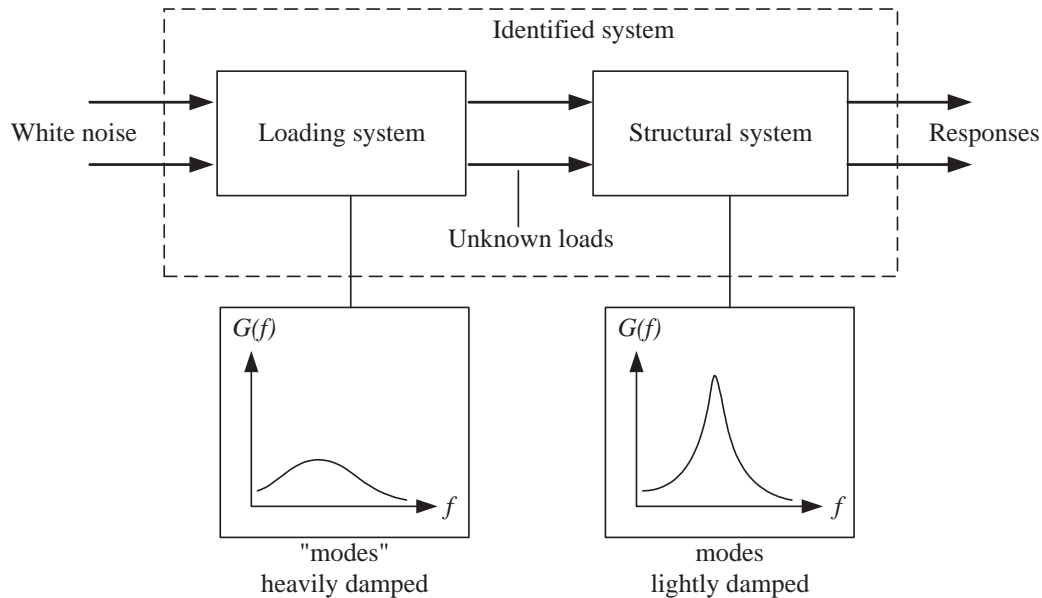 Identified system
White noise
Loading system
Structural system
Responses
Unknown loads
G(f)
f
G(f)
f
"modes"
heavily damped
modes
lightly damped